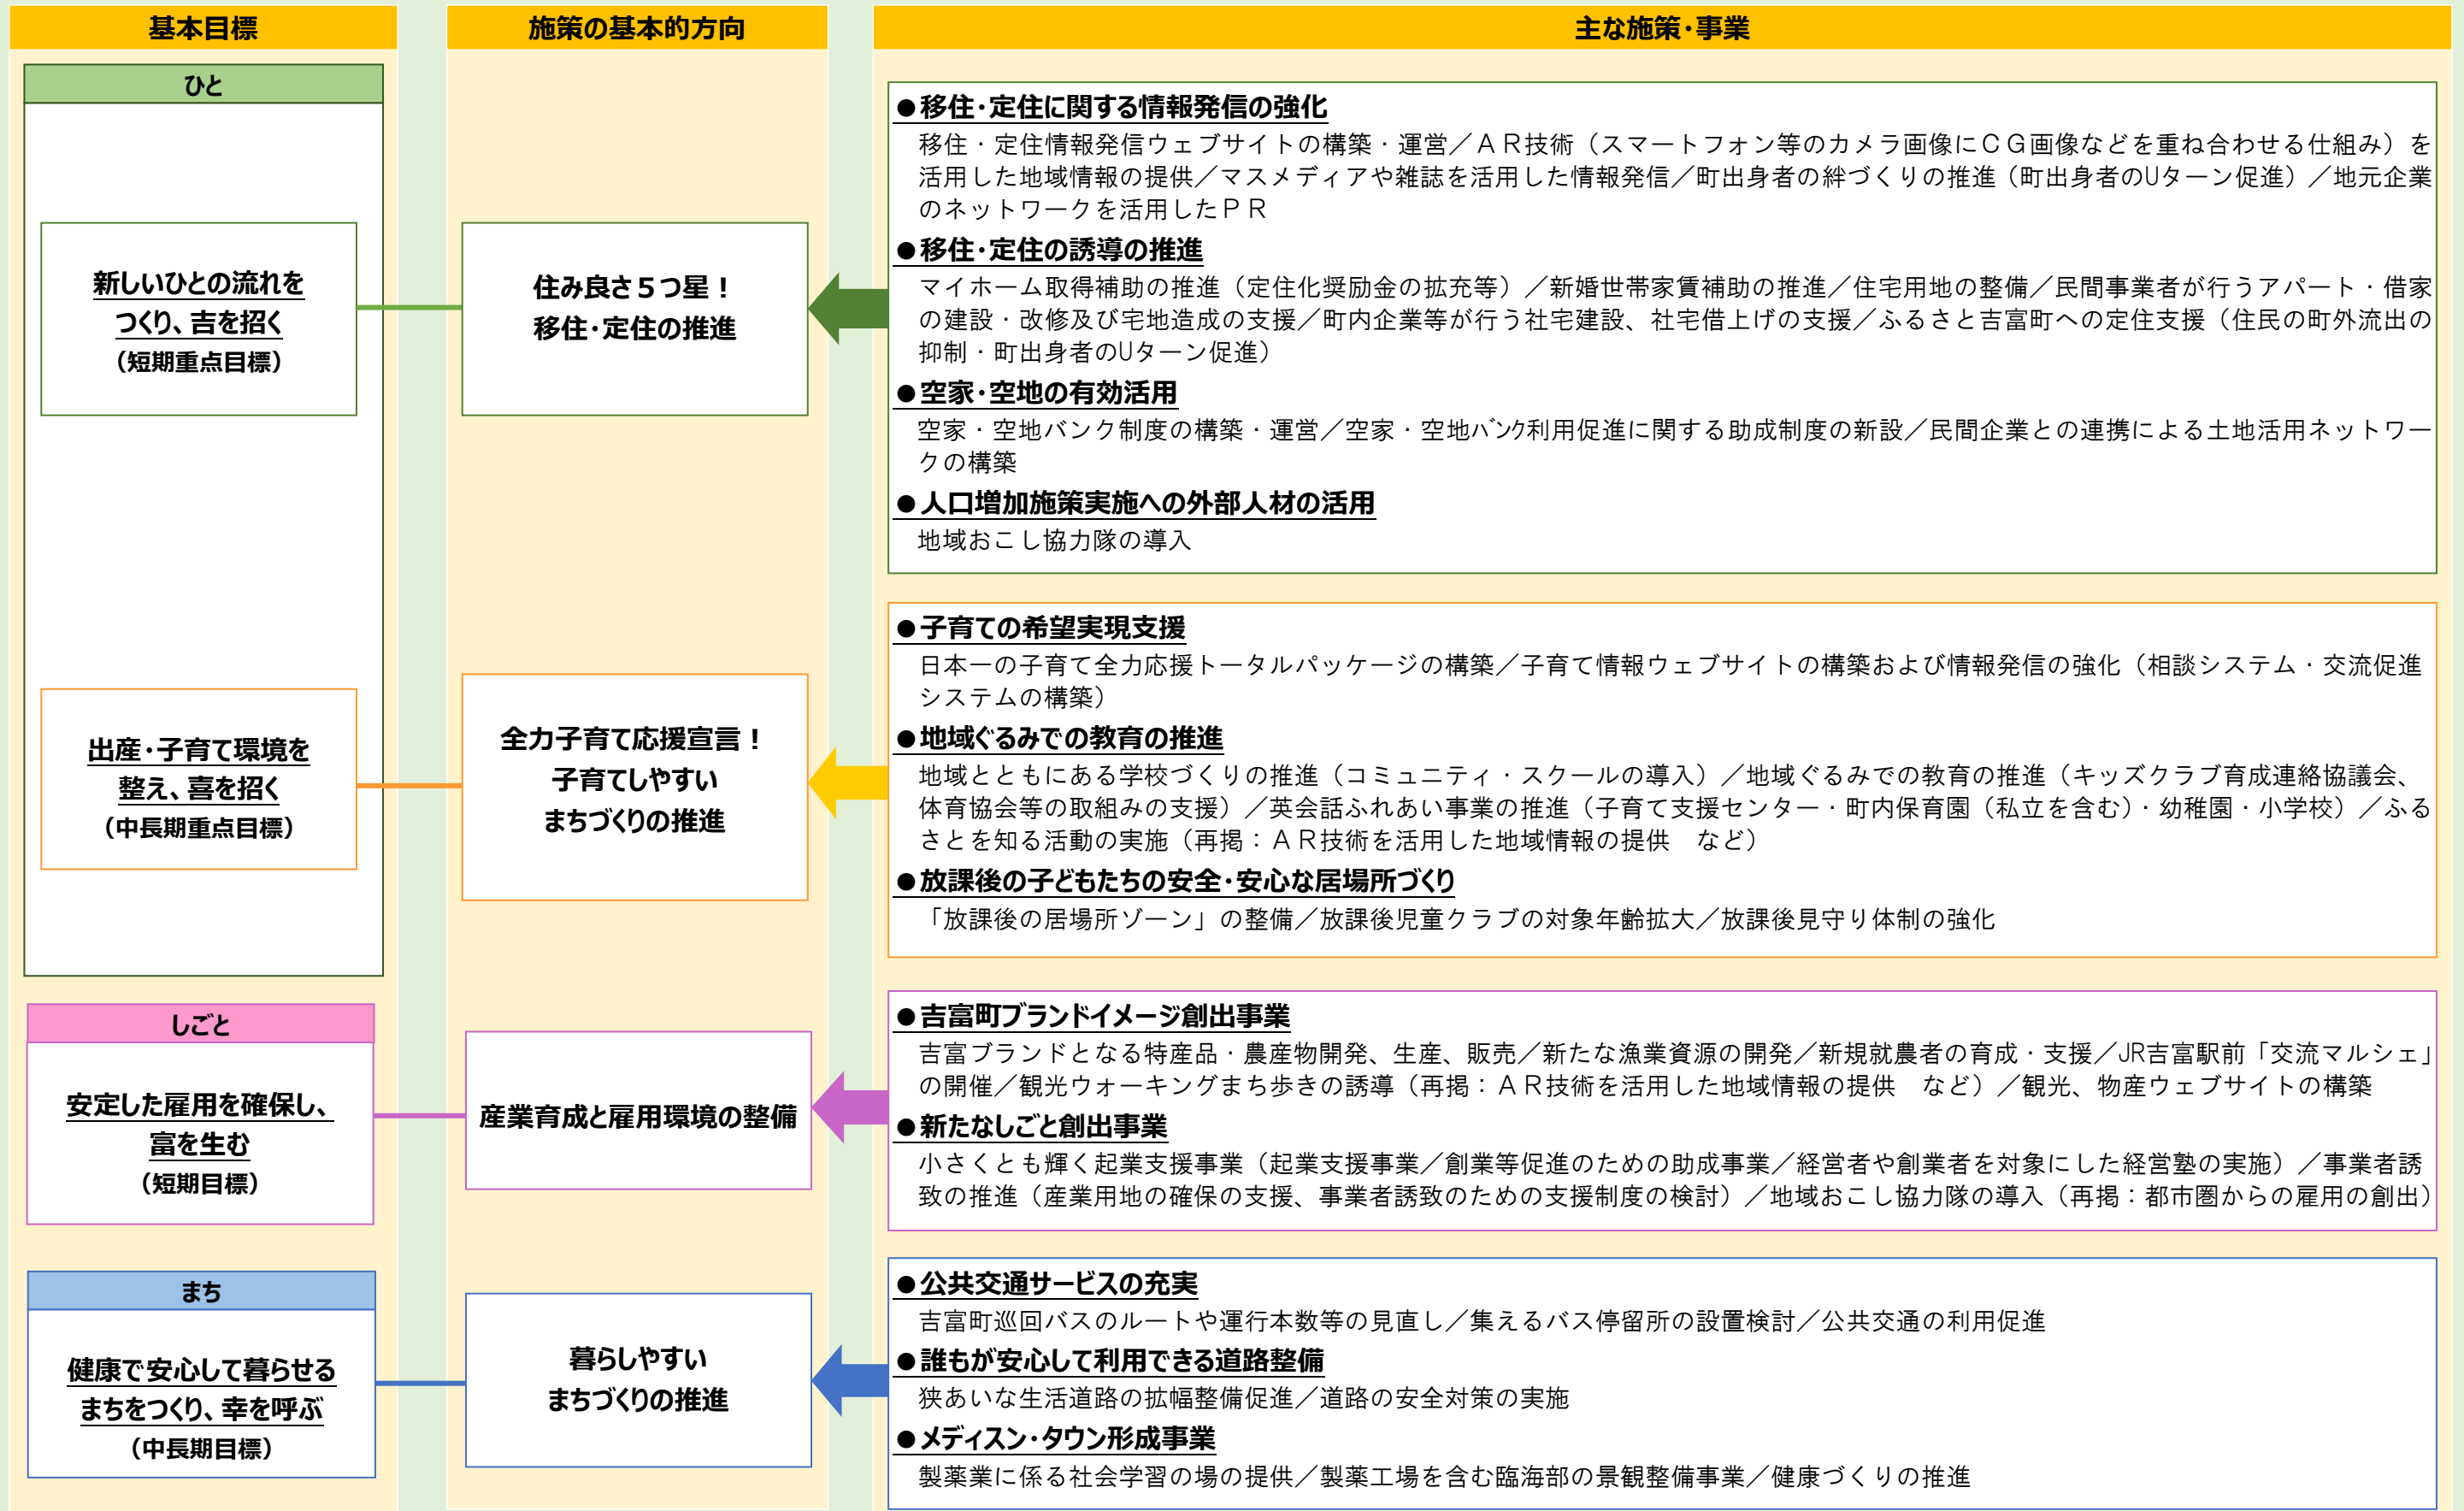 基本目標
施策の基本的方向
主な施策・事業
ひと
新しいひとの流れを
つくり、吉を招く
（短期重点目標）
住み良さ５つ星！
移住・定住の推進
●移住・定住に関する情報発信の強化
移住・定住情報発信ウェブサイトの構築・運営／ＡＲ技術（スマートフォン等のカメラ画像にＣＧ画像などを重ね合わせる仕組み）を
活用した地域情報の提供／マスメディアや雑誌を活用した情報発信／町出身者の絆づくりの推進（町出身者のUターン促進）／地元企業
のネットワークを活用したＰＲ
●移住・定住の誘導の推進
マイホーム取得補助の推進（定住化奨励金の拡充等）／新婚世帯家賃補助の推進／住宅用地の整備／民間事業者が行うアパート・借家
の建設・改修及び宅地造成の支援／町内企業等が行う社宅建設、社宅借上げの支援／ふるさと吉富町への定住支援（住民の町外流出の
抑制・町出身者のUターン促進）
●空家・空地の有効活用
空家・空地バンク制度の構築・運営／空家・空地ﾊﾞﾝｸ利用促進に関する助成制度の新設／民間企業との連携による土地活用ネットワー
クの構築
●人口増加施策実施への外部人材の活用
地域おこし協力隊の導入
出産・子育て環境を
整え、喜を招く
（中長期重点目標）
全力子育て応援宣言！
子育てしやすい
まちづくりの推進
●子育ての希望実現支援
日本一の子育て全力応援トータルパッケージの構築／子育て情報ウェブサイトの構築および情報発信の強化（相談システム・交流促進
システムの構築）
●地域ぐるみでの教育の推進
地域とともにある学校づくりの推進（コミュニティ・スクールの導入）／地域ぐるみでの教育の推進（キッズクラブ育成連絡協議会、
体育協会等の取組みの支援）／英会話ふれあい事業の推進（子育て支援センター・町内保育園（私立を含む）・幼稚園・小学校）／ふる
さとを知る活動の実施（再掲：ＡＲ技術を活用した地域情報の提供　など）
●放課後の子どもたちの安全・安心な居場所づくり
「放課後の居場所ゾーン」の整備／放課後児童クラブの対象年齢拡大／放課後見守り体制の強化
しごと
安定した雇用を確保し、
富を生む
（短期目標）
産業育成と雇用環境の整備
●吉富町ブランドイメージ創出事業
吉富ブランドとなる特産品・農産物開発、生産、販売／新たな漁業資源の開発／新規就農者の育成・支援／JR吉富駅前「交流マルシェ」
の開催／観光ウォーキングまち歩きの誘導（再掲：ＡＲ技術を活用した地域情報の提供　など）／観光、物産ウェブサイトの構築
●新たなしごと創出事業
小さくとも輝く起業支援事業（起業支援事業／創業等促進のための助成事業／経営者や創業者を対象にした経営塾の実施）／事業者誘
致の推進（産業用地の確保の支援、事業者誘致のための支援制度の検討）／地域おこし協力隊の導入（再掲：都市圏からの雇用の創出）
まち
健康で安心して暮らせる
まちをつくり、幸を呼ぶ
（中長期目標）
暮らしやすい
まちづくりの推進
●公共交通サービスの充実
吉富町巡回バスのルートや運行本数等の見直し／集えるバス停留所の設置検討／公共交通の利用促進
●誰もが安心して利用できる道路整備
狭あいな生活道路の拡幅整備促進／道路の安全対策の実施
●メディスン・タウン形成事業
製薬業に係る社会学習の場の提供／製薬工場を含む臨海部の景観整備事業／健康づくりの推進